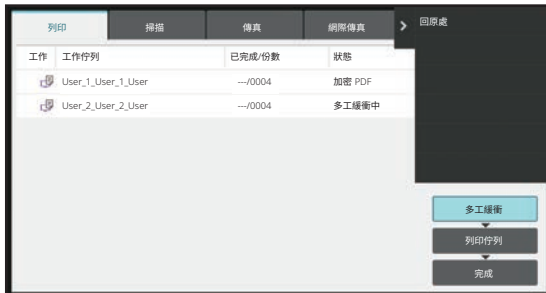 列印 掃描 傳真 網際傳真 回原處
工作 工作佇列 已完成/份數 狀態
User_1_User_1_User ---/0004 加密 PDF
User_2_User_2_User ---/0004 多工緩衝中
多工緩衝
列印佇列
完成